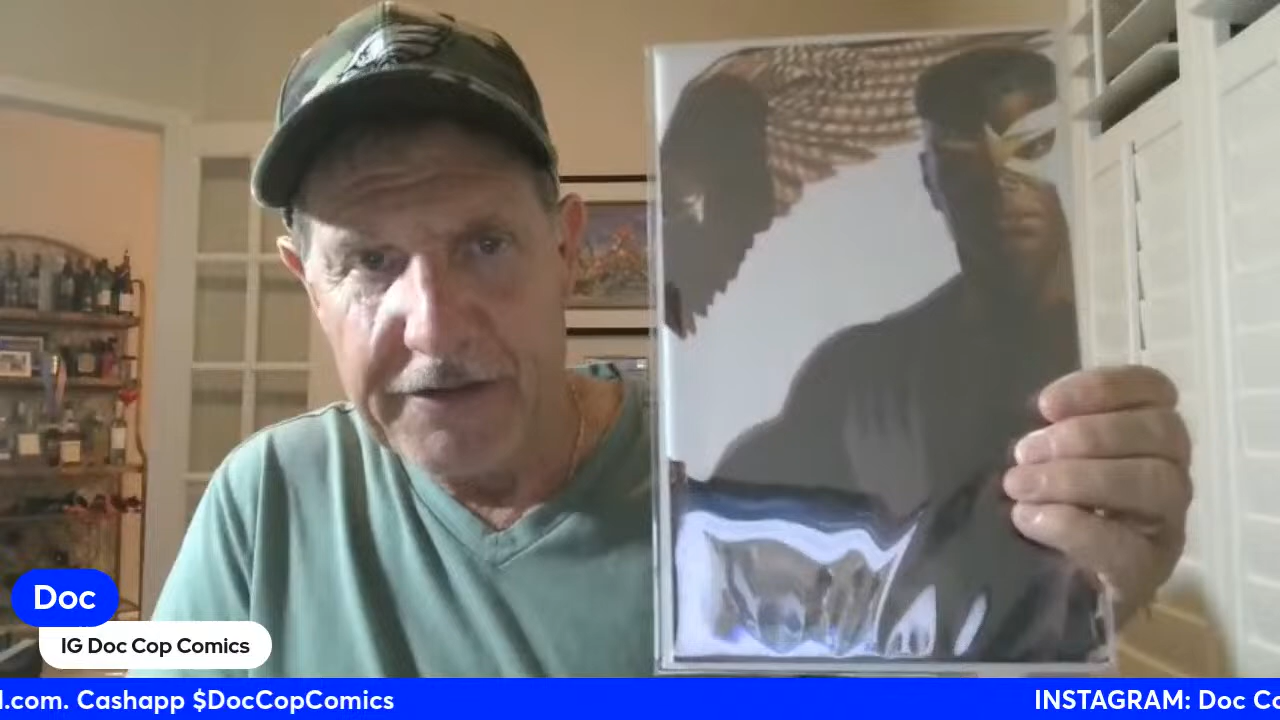 Doc
IG Doc Cop Comics
l.com. Cashapp $DocCopComics
INSTAGRAM: Doc Co